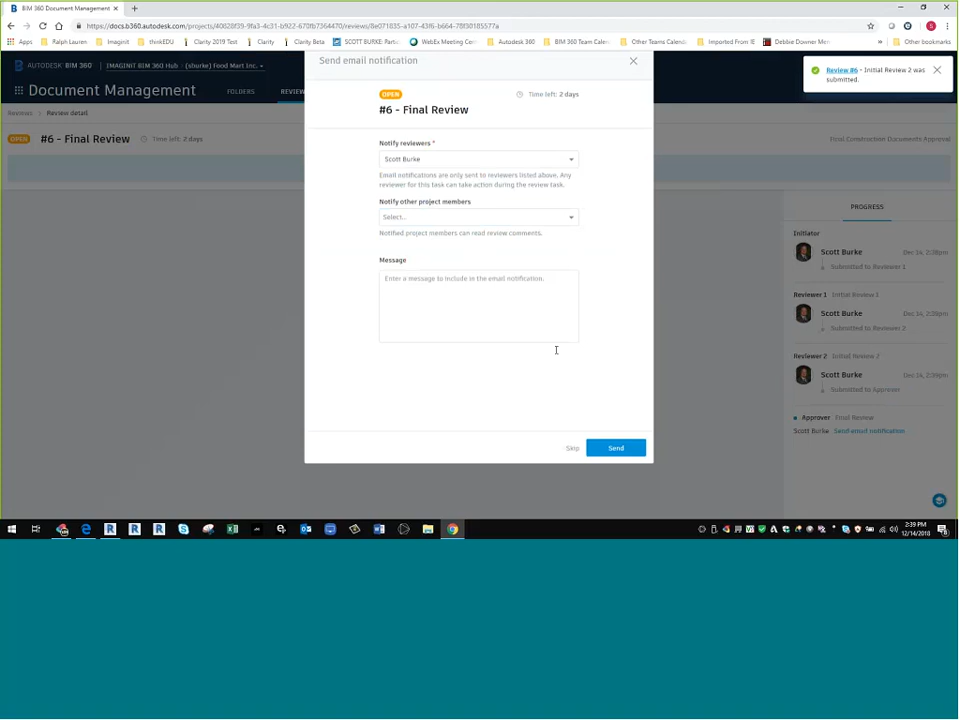 BIM 360 Document Management
https://docs.b360.autodesk.com/projects/40828f39-9fa3-4c31-b922-670fb7364470/reviews/8e071835-a107-43f6-b664-78f30185577a
Apps
Ralph Lauren
Imaginit
thinkEDU
Clarity 2019 Test
Clarity
Clarity Beta
SCOTT BURKE: Partic
WebEx Meeting Cen
Autodesk 360
BIM 360 Team Calen
Other Teams Calenda
Imported From IE
Debbie Downer Mem
»
Other bookmarks
AUTODESK BIM 360
IMAGINIT BIM 360 Hub - (sburke) Food Mart Inc.
Document Management
FOLDERS
REVIEW
Review #6 - Initial Review 2 was
submitted.
Reviews
Review detail
OPEN
#6 - Final Review
Time left: 2 days
Final Construction Documents Approval
Send email notification
OPEN
Time left: 2 days
#6 - Final Review
Notify reviewers *
Scott Burke
Email notifications are only sent to reviewers listed above. Any
reviewer for this task can take action during the review task.
Notify other project members
Select...
Notified project members can read review comments.
Message
Enter a message to include in the email notification.
Skip
Send
PROGRESS
Initiator
Scott Burke
Dec 14, 2:38pm
Submitted to Reviewer 1
Reviewer 1 Initial Review 1
Scott Burke
Dec 14, 2:38pm
Submitted to Reviewer 2
Reviewer 2 Initial Review 2
Scott Burke
Dec 14, 2:39pm
Submitted to Approver
Approver Final Review
Scott Burke Send email notification
2:39 PM
12/14/2018